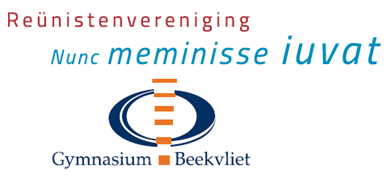 Reünistenvereniging
Nunc meminisse iuvat
Gymnasium Beekvliet